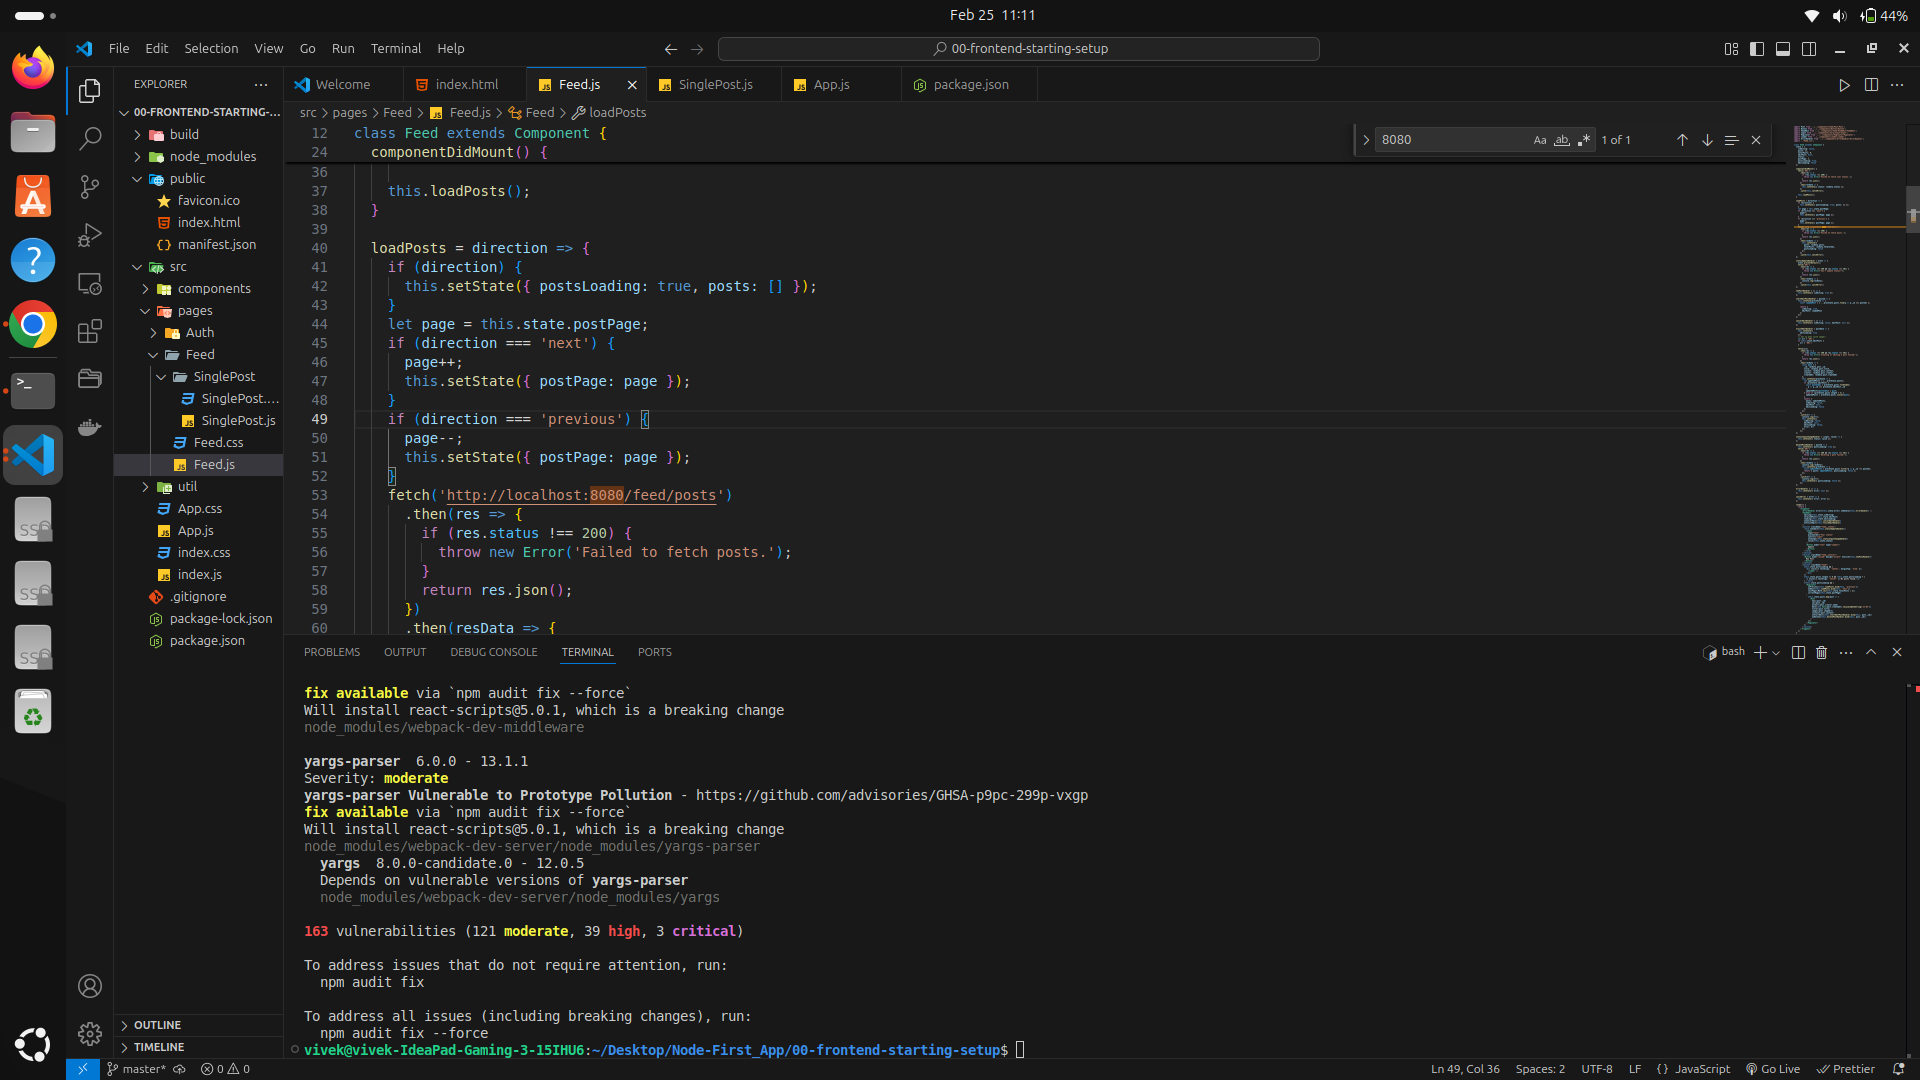 Feb 25 11:11
44%
File Edit Selection View Go Run Terminal Help
00-frontend-starting-setup
EXPLORER
Welcome
index.html
Feed.js
SinglePost.js
App.js
package.json
00-FRONTEND-STARTING-...
build
node_modules
public
favicon.ico
index.html
manifest.json
src
components
pages
Auth
Feed
SinglePost
SinglePost....
SinglePost.js
Feed.css
Feed.js
util
App.css
App.js
index.css
index.js
.gitignore
package-lock.json
package.json
OUTLINE
TIMELINE
src > pages > Feed > Feed.js > Feed > loadPosts
8080
Aa ab 1 of 1
12 class Feed extends Component {
24 componentDidMount() {
36
37 this.loadPosts();
38 }
39
40 loadPosts = direction => {
41 if (direction) {
42 this.setState({ postsLoading: true, posts: [] });
43 }
44 let page = this.state.postPage;
45 if (direction === 'next') {
46 page++;
47 this.setState({ postPage: page });
48 }
49 if (direction === 'previous') {
50 page--;
51 this.setState({ postPage: page });
52 }
53 fetch('http://localhost:8080/feed/posts')
54 .then(res => {
55 if (res.status !== 200) {
56 throw new Error('Failed to fetch posts.');
57 }
58 return res.json();
59 })
60 .then(resData => {
PROBLEMS OUTPUT DEBUG CONSOLE TERMINAL PORTS
bash
fix available via `npm audit fix --force`
Will install react-scripts@5.0.1, which is a breaking change
node_modules/webpack-dev-middleware
yargs-parser 6.0.0 - 13.1.1
Severity: moderate
yargs-parser Vulnerable to Prototype Pollution - https://github.com/advisories/GHSA-p9pc-299p-vxgp
fix available via `npm audit fix --force`
Will install react-scripts@5.0.1, which is a breaking change
node_modules/webpack-dev-server/node_modules/yargs-parser
yargs 8.0.0-candidate.0 - 12.0.5
Depends on vulnerable versions of yargs-parser
node_modules/webpack-dev-server/node_modules/yargs
163 vulnerabilities (121 moderate, 39 high, 3 critical)
To address issues that do not require attention, run:
npm audit fix
To address all issues (including breaking changes), run:
npm audit fix --force
vivek@vivek-IdeaPad-Gaming-3-15IHU6:~/Desktop/Node-First_App/00-frontend-starting-setup$
master* 0 0
Ln 49, Col 36 Spaces: 2 UTF-8 LF {} JavaScript Go Live Prettier